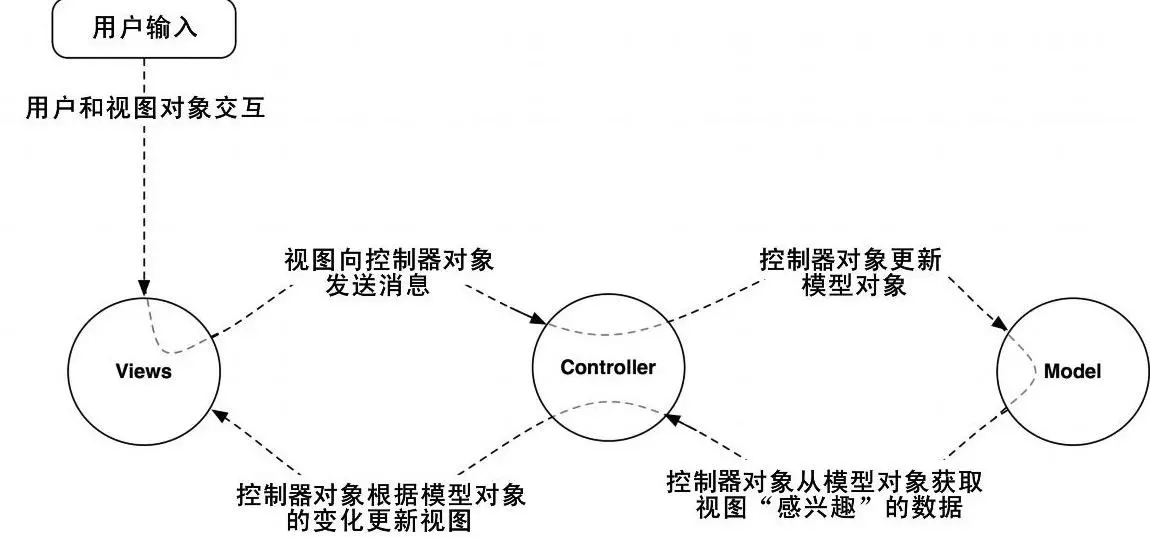 用户输入
用户和视图对象交互
视图向控制器对象
发送消息
控制器对象更新
模型对象
Views
Controller
Model
控制器对象根据模型对象
的变化更新视图
控制器对象从模型对象获取
视图“感兴趣”的数据